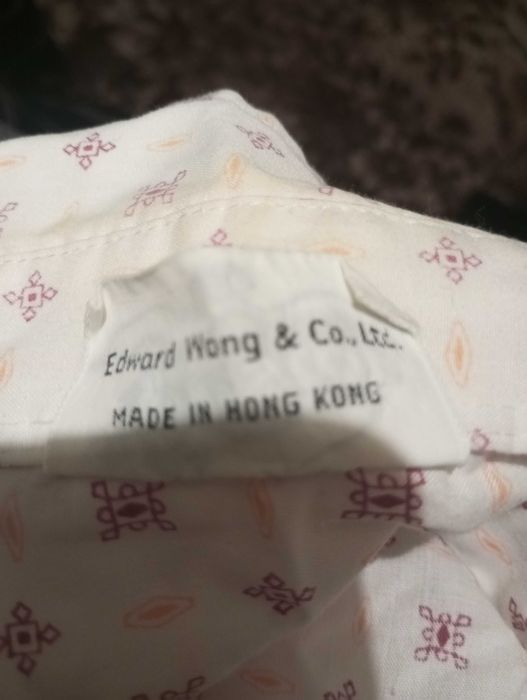 Edward Wong & Co., Ltd.
MADE IN HONG KONG